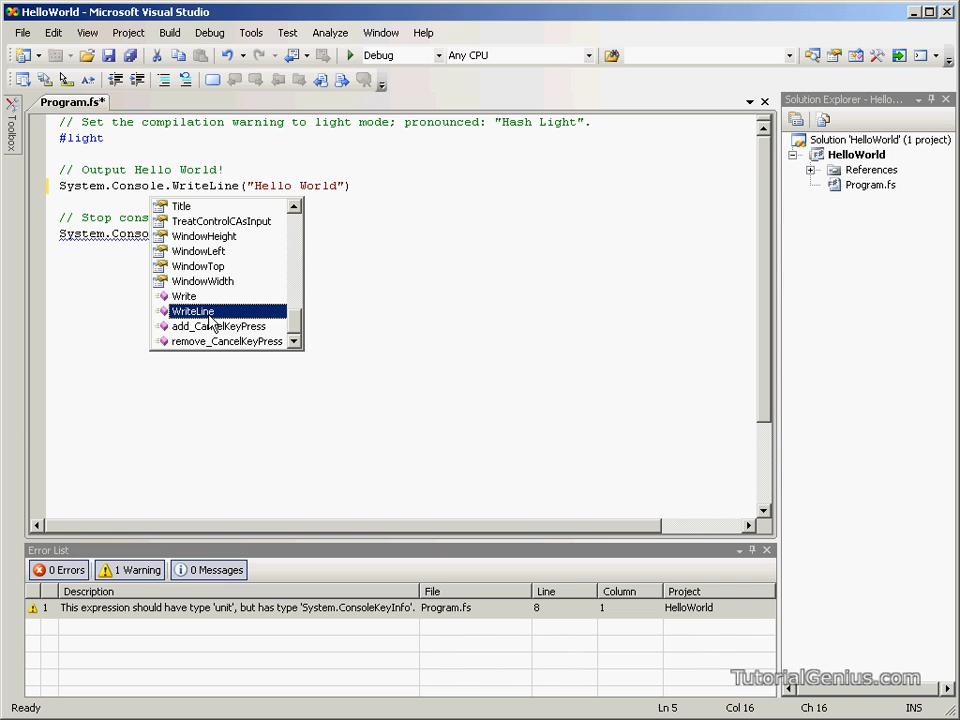 HelloWorld - Microsoft Visual Studio
File Edit View Project Build Debug Tools Test Analyze Window Help
Debug Any CPU
Toolbox
Program.fs*
// Set the compilation warning to light mode; pronounced: "Hash Light".
#light
// Output Hello World!
System.Console.WriteLine("Hello World")
// Stop cons
System.Conso
Title
TreatControlCAsInput
WindowHeight
WindowLeft
WindowTop
WindowWidth
Write
WriteLine
add_CancelKeyPress
remove_CancelKeyPress
Solution Explorer - Hello...
Solution 'HelloWorld' (1 project)
HelloWorld
References
Program.fs
Error List
0 Errors 1 Warning 0 Messages
Description File Line Column Project
1 This expression should have type 'unit', but has type 'System.ConsoleKeyInfo'. Program.fs 8 1 HelloWorld
TutorialGenius.com
Ready Ln 5 Col 16 Ch 16 INS